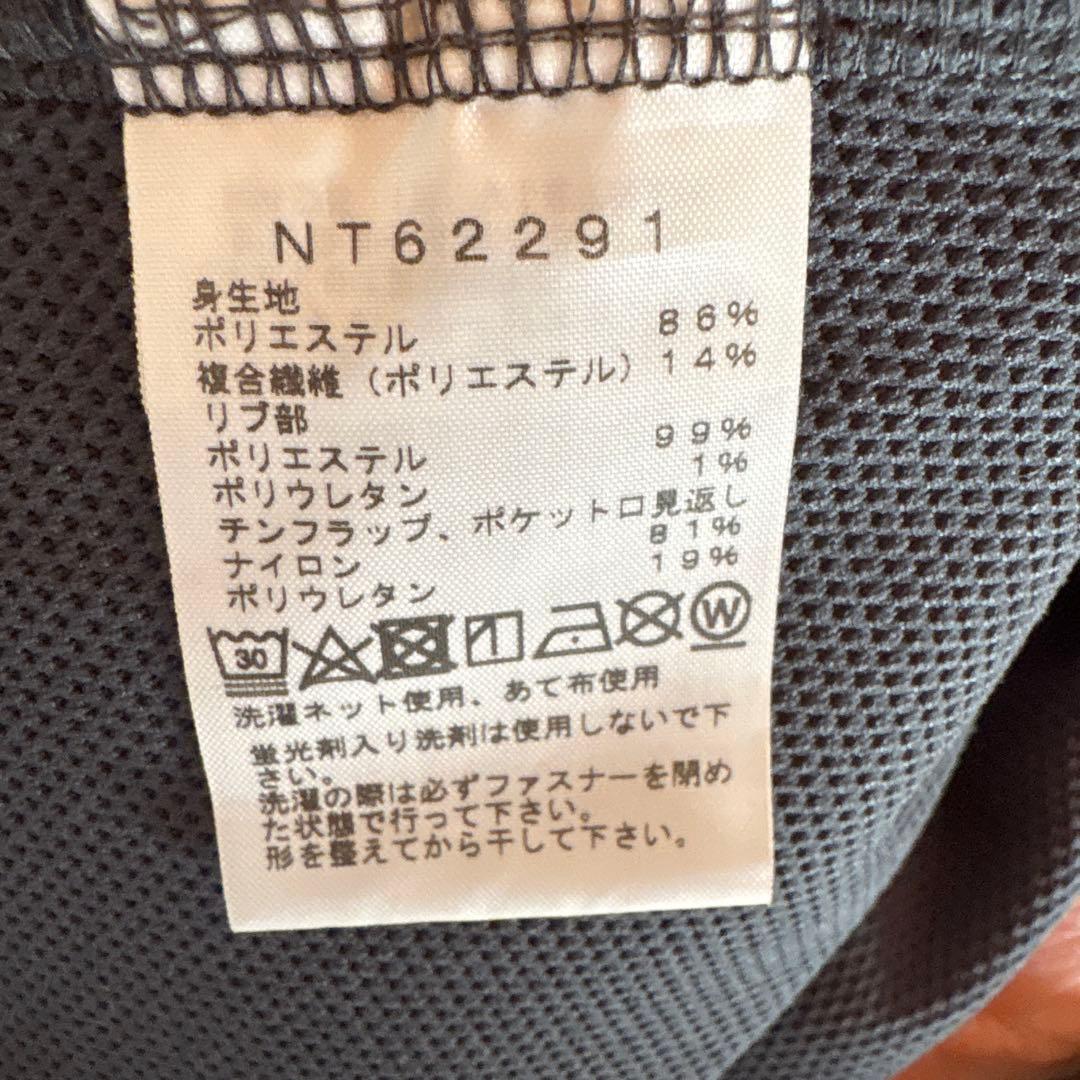 NT62291
身生地
ポリエステル 86%
複合繊維(ポリエステル) 14%
リブ部
ポリエステル 99%
ポリウレタン 1%
チンフラップ、ポケット口見返し
ナイロン 81%
ポリウレタン 19%
30 W
洗濯ネット使用、あて布使用
蛍光剤入り洗剤は使用しないで下
さい。
洗濯の際は必ずファスナーを閉め
た状態で行って下さい。
形を整えてから干して下さい。